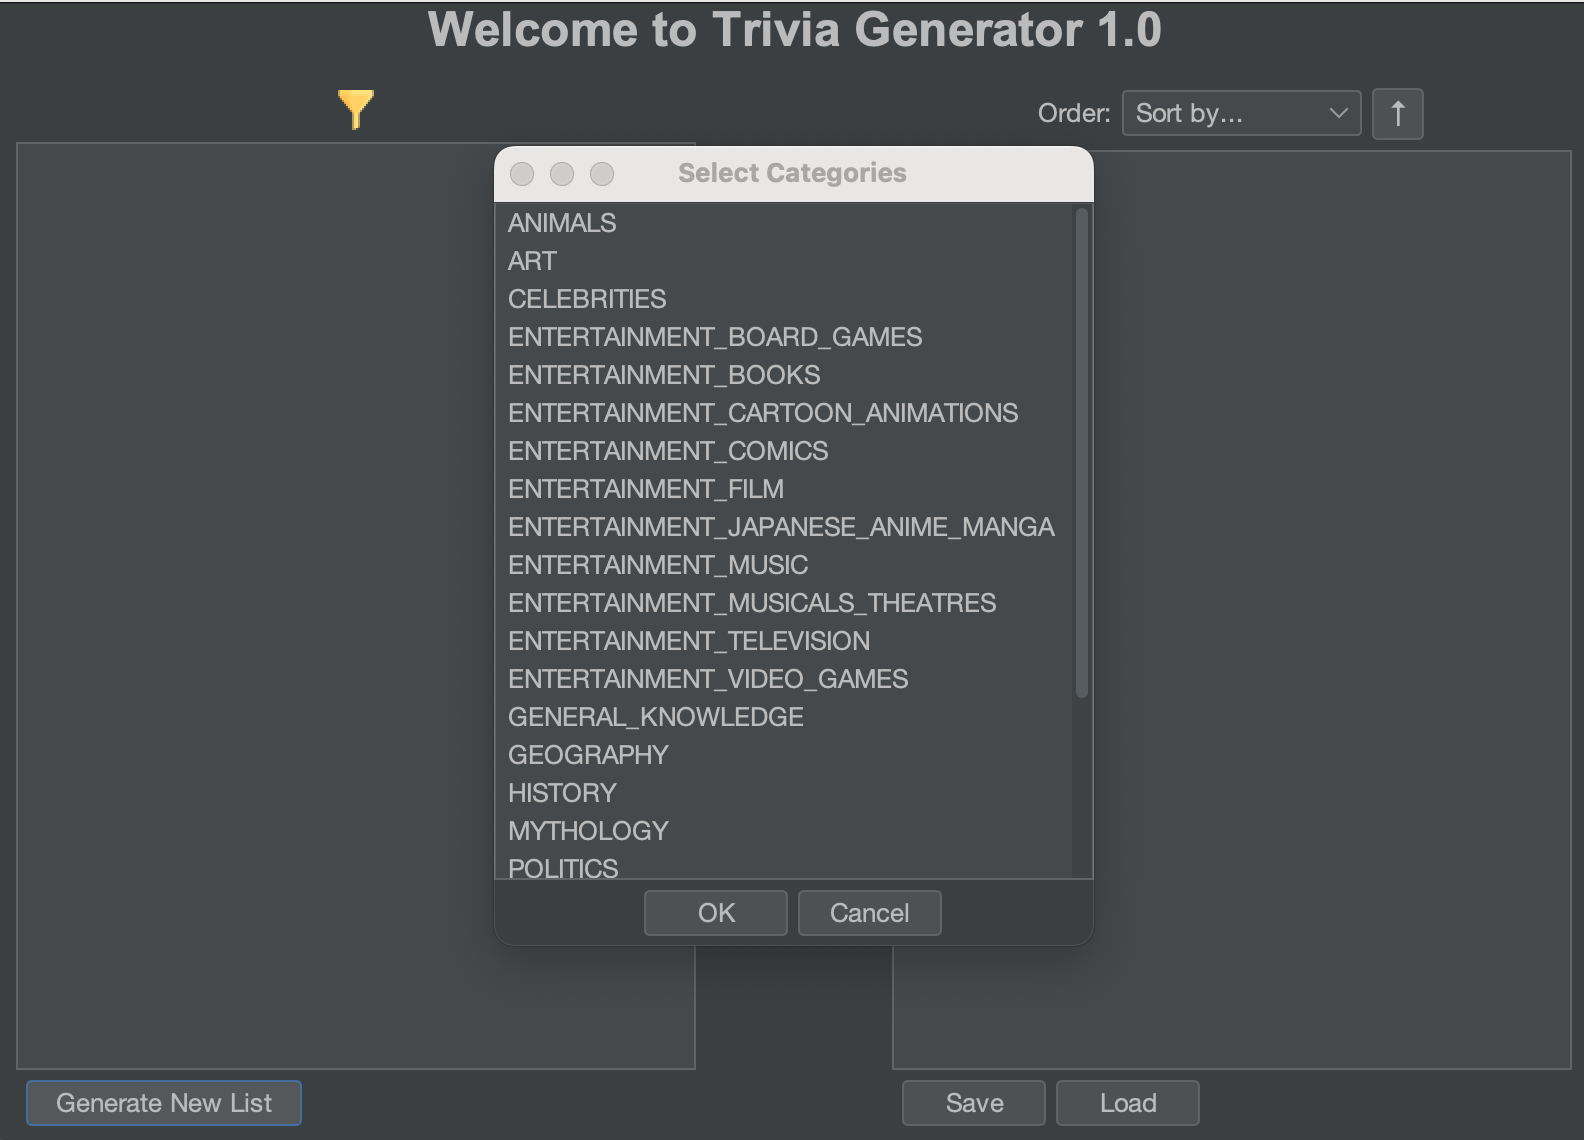 Welcome to Trivia Generator 1.0
Order: Sort by... ↑
Select Categories
ANIMALS
ART
CELEBRITIES
ENTERTAINMENT_BOARD_GAMES
ENTERTAINMENT_BOOKS
ENTERTAINMENT_CARTOON_ANIMATIONS
ENTERTAINMENT_COMICS
ENTERTAINMENT_FILM
ENTERTAINMENT_JAPANESE_ANIME_MANGA
ENTERTAINMENT_MUSIC
ENTERTAINMENT_MUSICALS_THEATRES
ENTERTAINMENT_TELEVISION
ENTERTAINMENT_VIDEO_GAMES
GENERAL_KNOWLEDGE
GEOGRAPHY
HISTORY
MYTHOLOGY
POLITICS
OK Cancel
Generate New List Save Load